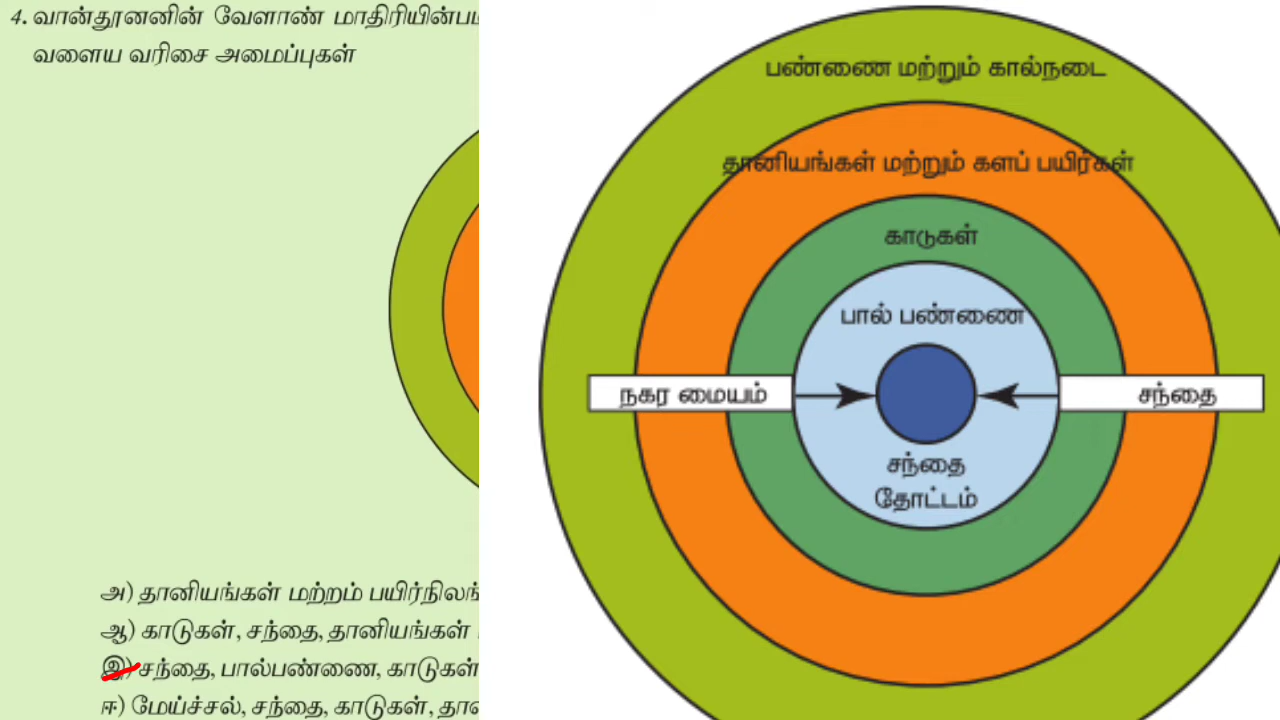 4. வான்தூனனின் வேளாண் மாதிரியின்
வளைய வரிசை அமைப்புகள்
அ) தானியங்கள் மற்றம்
ஆ) காடுகள், சந்தை, தானியங்கள்
இ) சந்தை, பால்பண்ணை, காடுகள்
ஈ) மேய்ச்சல், சந்தை, காடுகள்,
பண்ணை மற்றும் கால்நடை
தானியங்கள் மற்றும் களப் பயிர்கள்
காடுகள்
பால் பண்ணை
நகர மையம்
சந்தை
சந்தை
தோட்டம்